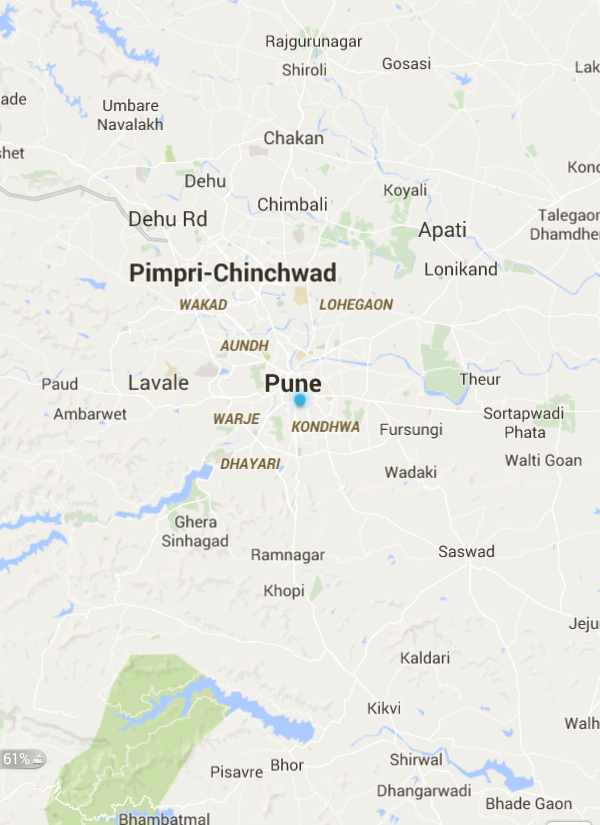 Rajgurunagar
Shiroli
Gosasi
Lak
ade
Umbare
Navalakh
Chakan
het
Kond
Dehu
Koyali
Chimbali
Dehu Rd
Talegaon
Dhamdhe
Apati
Pimpri-Chinchwad
Lonikand
WAKAD
LOHEGAON
AUNDH
Paud
Lavale
Pune
Theur
Ambarwet
WARJE
KONDHWA
Fursungi
Sortapwadi
Phata
DHAYARI
Wadaki
Walti Goan
Ghera
Sinhagad
Ramnagar
Saswad
Khopi
Jeju
Kaldari
Kikvi
Walh
61%
Pisavre
Bhor
Shirwal
Dhangarwadi
Bhade Gaon
Bhambatmal